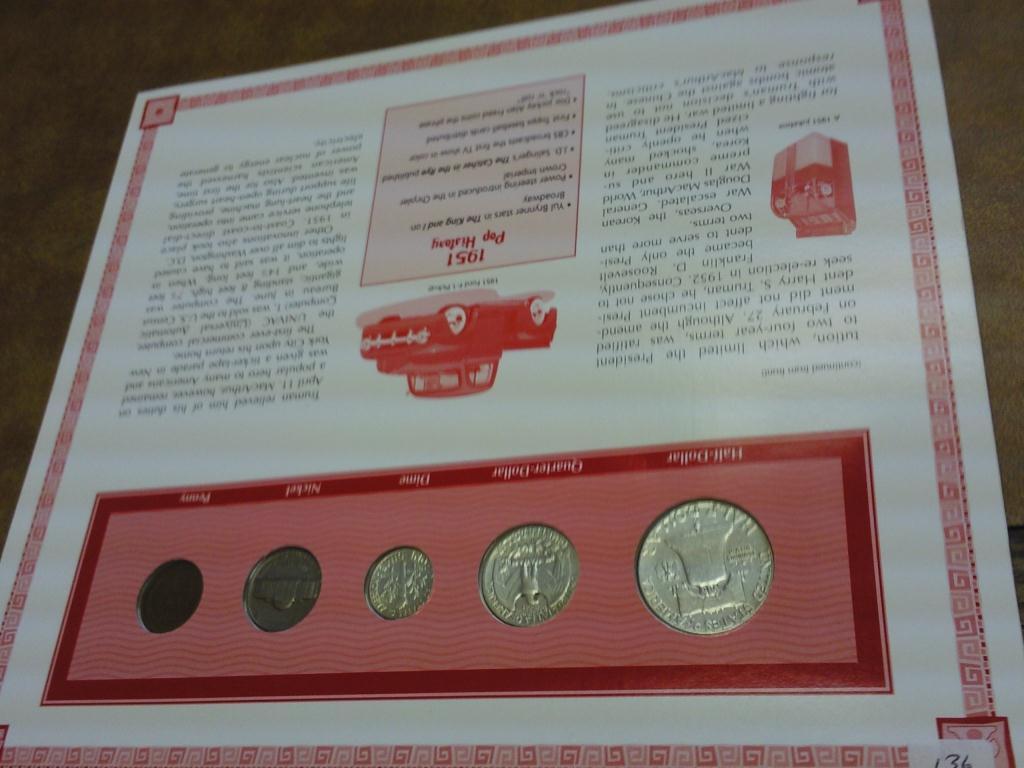 Half-Dollar
Quarter-Dollar
Dime
Nickel
Penny
(continued from front)
tution, which limited the President
to two four-year terms, was ratified
on February 27. Although the amend-
ment did not affect incumbent Presi-
dent Harry S. Truman, he chose not to
seek re-election in 1952. Consequently,
Franklin D. Roosevelt
became the only Presi-
dent to serve more than
two terms.
Overseas, the Korean
War escalated. General
Douglas MacArthur, World
War II hero and su-
preme commander in
Korea, shocked many
when he openly criti-
cized President Truman
for fighting a limited war. He disagreed
with Truman's decision not to use
atomic bombs against the Chinese. In
response to MacArthur's criticisms,
A 1951 jukebox
1951 Ford F-1 Pickup
1951
Pop History
• Yul Brynner stars in The King and I on
Broadway
• Power steering introduced in the Chrysler
Crown Imperial
• J.D. Salinger's The Catcher in the Rye published
• CBS broadcasts the first TV show in color
• First Topps baseball cards distributed
• Disc jockey Alan Freed coins the phrase
"rock 'n' roll"
Truman relieved him of his duties on
April 11. MacArthur, however, remained
a popular hero to many Americans and
was given a ticker-tape parade in New
York City upon his return home.
The first-ever commercial computer,
UNIVAC (Universal Automatic
Computer) I, was sold to the U.S. Census
Bureau in June. The computer was
gigantic, standing 8 feet high, 7½ feet
wide, and 14½ feet long. When in
operation, it was said to have caused
lights to dim all over Washington, D.C.
Other innovations also took place
in 1951. Coast-to-coast direct-dial
telephone service came into operation,
and the heart-lung machine, providing
life support during open-heart surgery,
was invented. Also for the first time,
American scientists harnessed the
power of nuclear energy to generate
electricity.
136